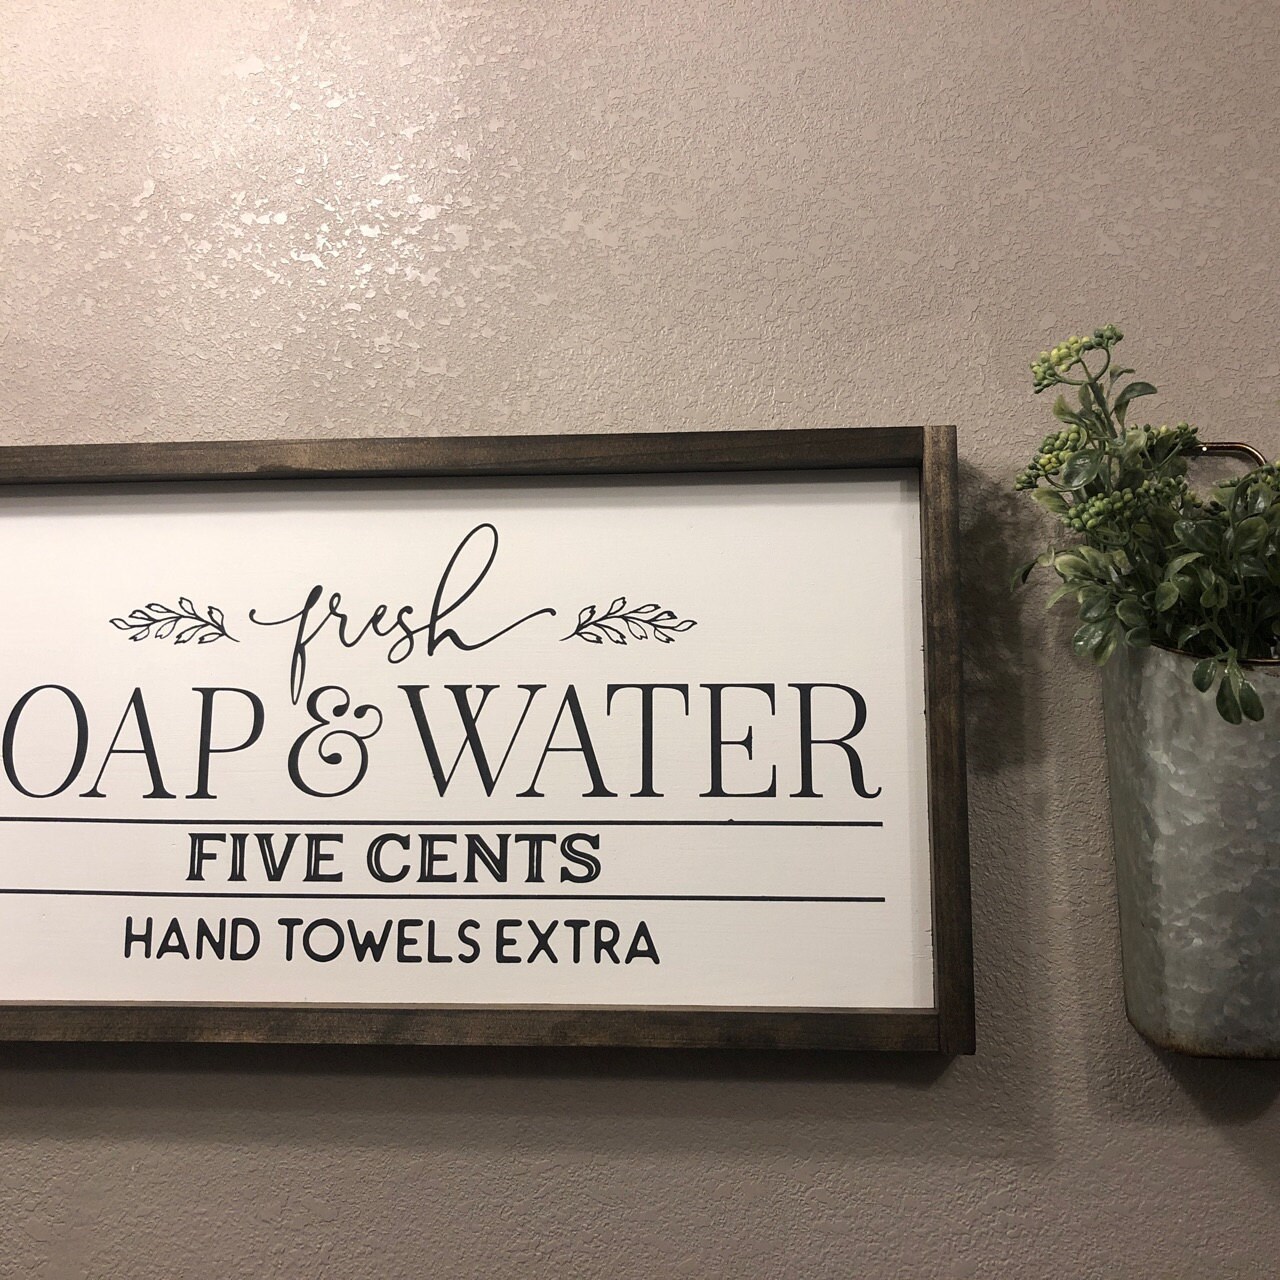 fresh
OAP & WATER
FIVE CENTS
HAND TOWELS EXTRA